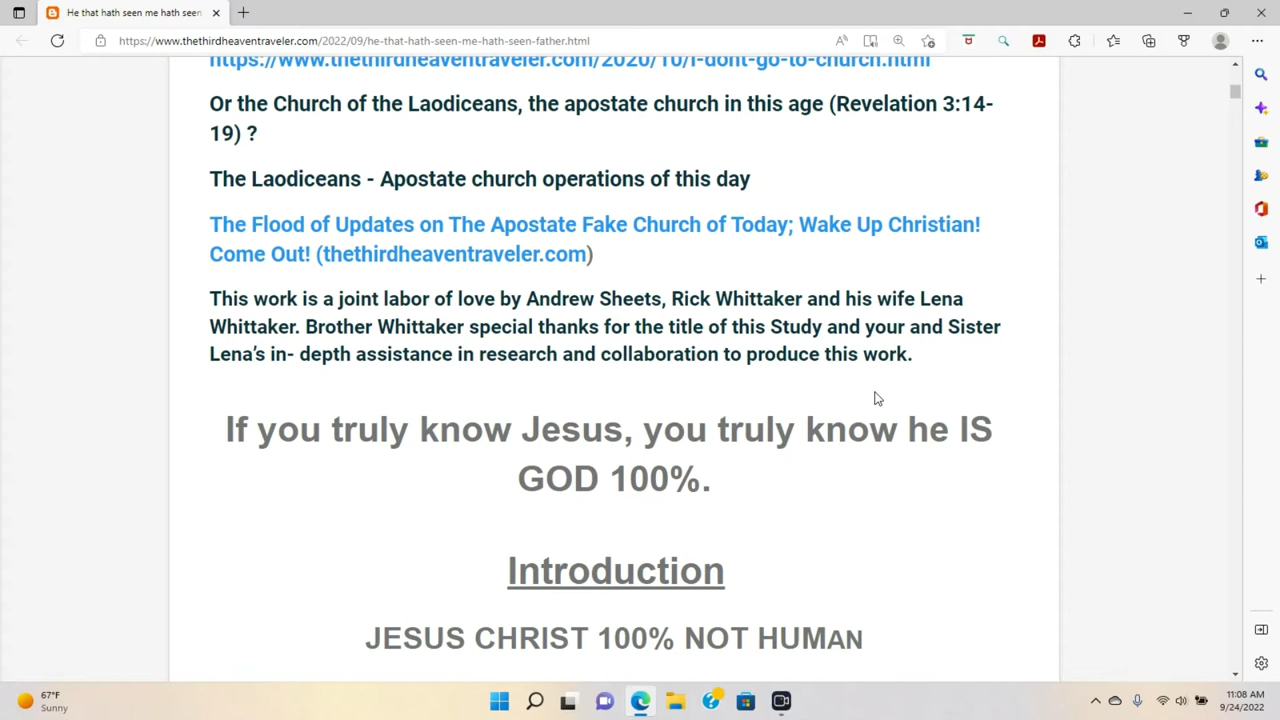 He that hath seen me hath seen
https://www.thethirdheaventraveler.com/2022/09/he-that-hath-seen-me-hath-seen-father.html
https://www.thethirdheaventraveler.com/2020/10/i-dont-go-to-church.html
Or the Church of the Laodiceans, the apostate church in this age (Revelation 3:14-
19) ?
The Laodiceans - Apostate church operations of this day
The Flood of Updates on The Apostate Fake Church of Today; Wake Up Christian!
Come Out! (thethirdheaventraveler.com)
This work is a joint labor of love by Andrew Sheets, Rick Whittaker and his wife Lena
Whittaker. Brother Whittaker special thanks for the title of this Study and your and Sister
Lena’s in- depth assistance in research and collaboration to produce this work.
If you truly know Jesus, you truly know he IS
GOD 100%.
Introduction
JESUS CHRIST 100% NOT HUMAN
67°F
Sunny
11:08 AM
9/24/2022